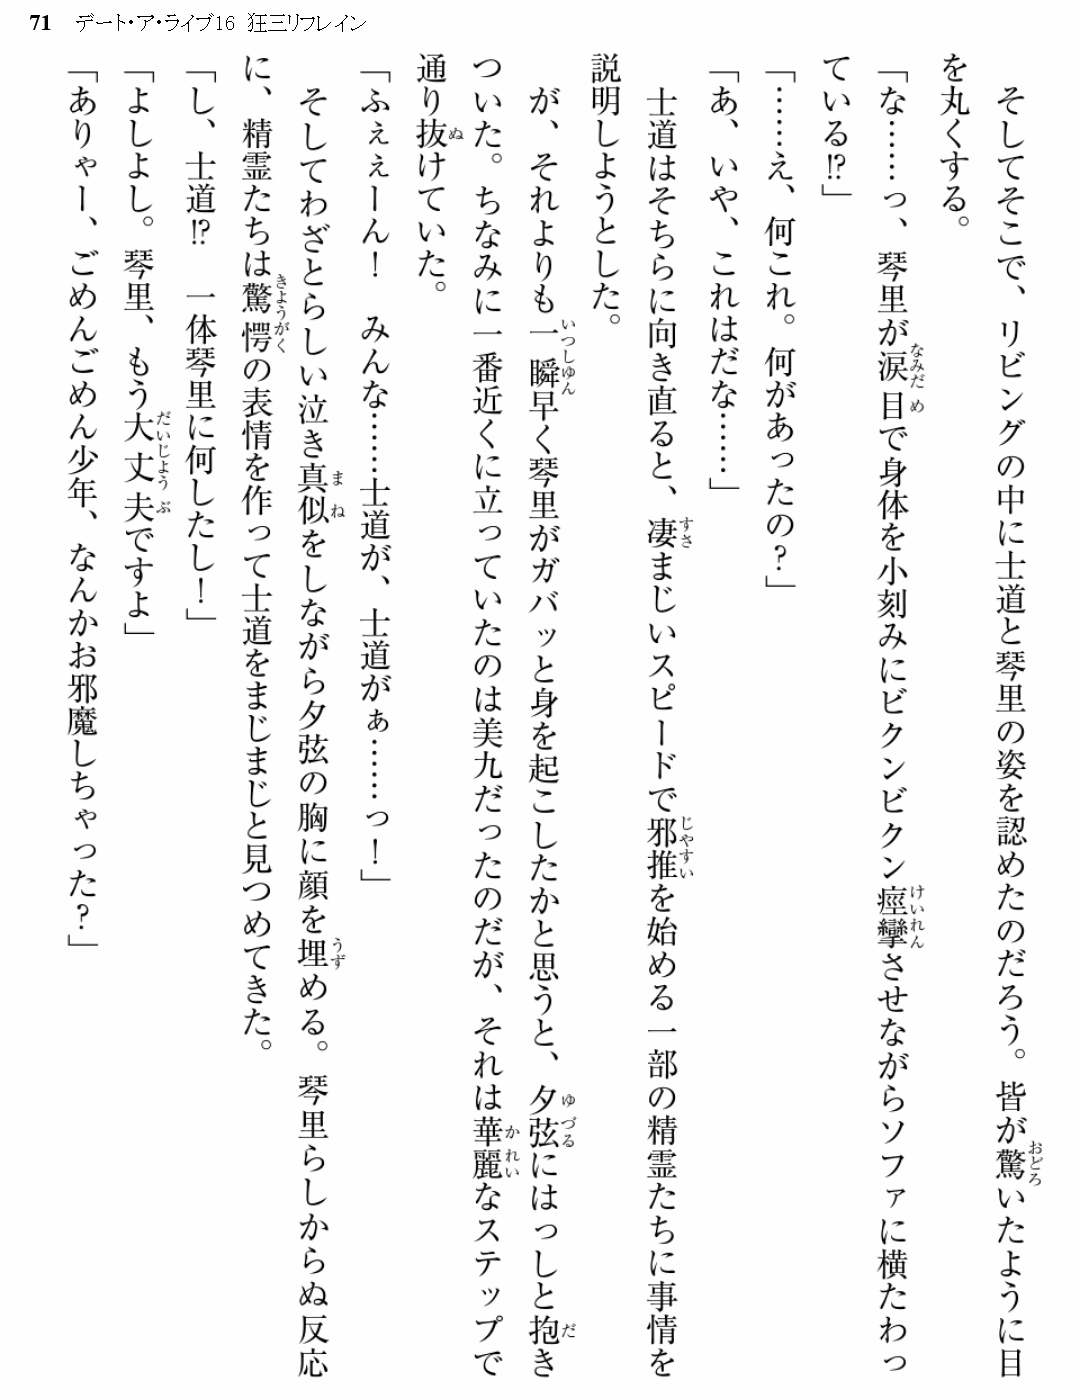 71 デート・ア・ライブ16 狂三リフレイン
そしてそこで、リビングの中に士道と琴里の姿を認めたのだろう。皆が驚いたように目
を丸くする。
「な……っ、琴里が涙目で身体を小刻みにビクンビクン痙攣させながらソファに横たわっ
ている⁉」
「……え、何これ。何があったの？」
「あ、いや、これはだな……」
士道はそちらに向き直ると、凄まじいスピードで邪推を始める一部の精霊たちに事情を
説明しようとした。
が、それよりも一瞬早く琴里がガバッと身を起こしたかと思うと、夕弦にはっしと抱き
ついた。ちなみに一番近くに立っていたのは美九だったのだが、それは華麗なステップで
通り抜けていた。
「ふぇぇーん！　みんな……士道が、士道がぁ……っ！」
そしてわざとらしい泣き真似をしながら夕弦の胸に顔を埋める。琴里らしからぬ反応
に、精霊たちは驚愕の表情を作って士道をまじまじと見つめてきた。
「し、士道⁉　一体琴里に何したし！」
「よしよし。琴里、もう大丈夫ですよ」
「ありゃー、ごめんごめん少年、なんかお邪魔しちゃった？」